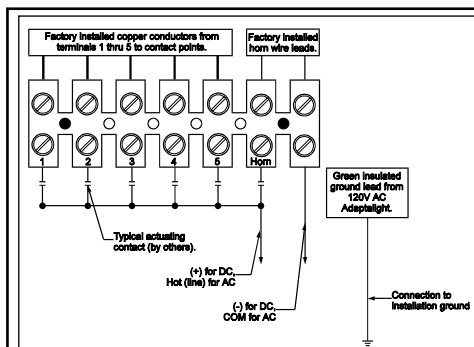 Factory installed copper conductors from
terminals 1 thru 5 to contact points.
Factory installed
horn wire leads.
1 2 3 4 5 Horn
Green insulated
ground lead from
120V AC
Adaptalight.
Typical actuating
contact (by others).
(+) for DC,
Hot (line) for AC
(-) for DC,
COM for AC
Connection to
installation ground